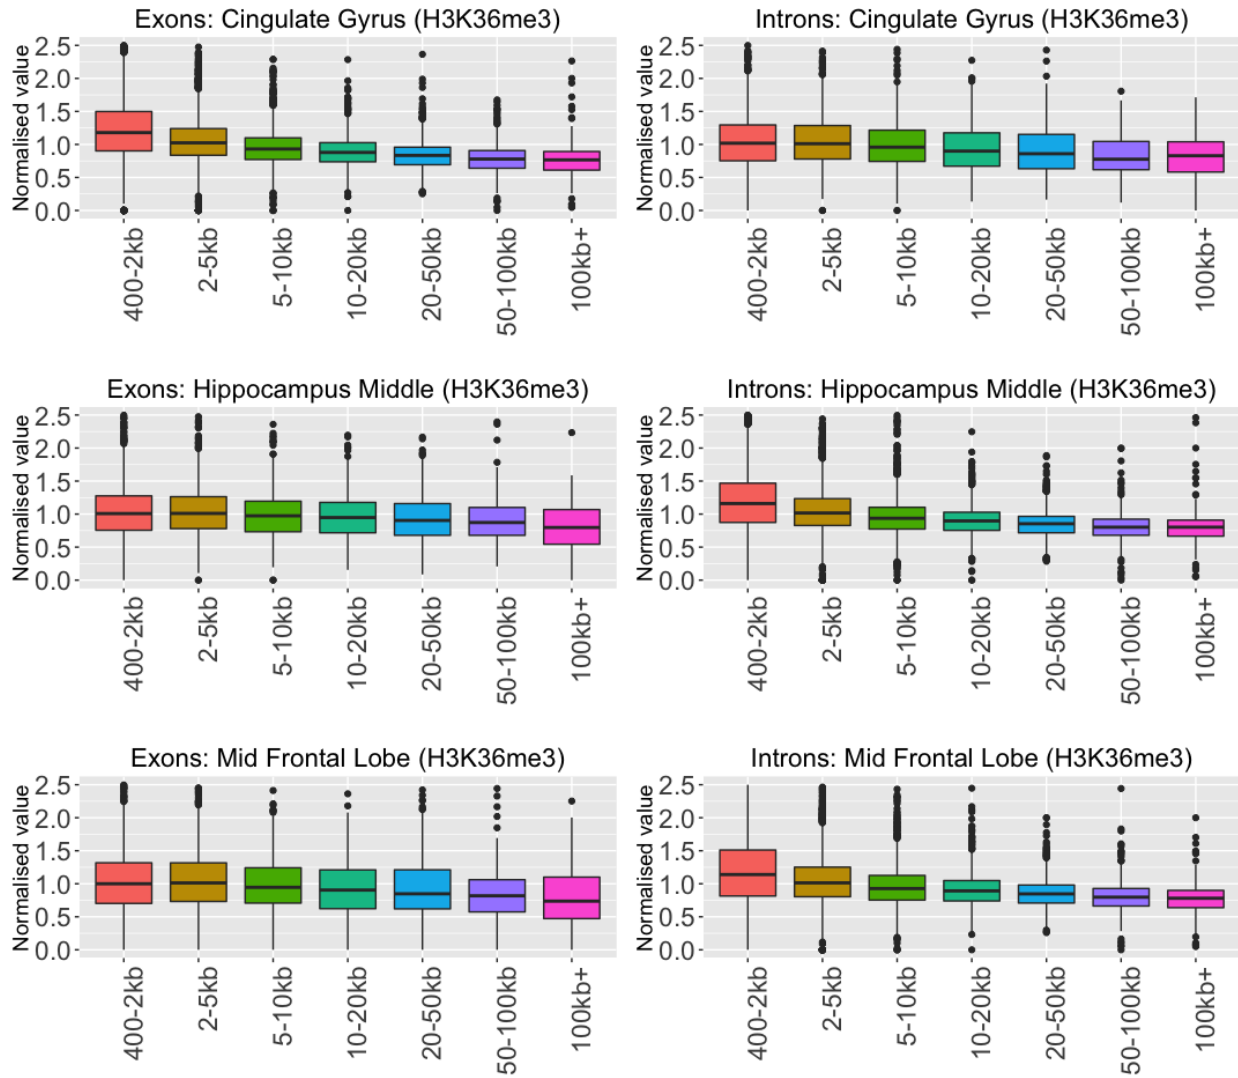 Exons: Cingulate Gyrus (H3K36me3)
Normalised value
2.5
2.0
1.5
1.0
0.5
0.0
400-2kb
2-5kb
5-10kb
10-20kb
20-50kb
50-100kb
100kb+
Introns: Cingulate Gyrus (H3K36me3)
Normalised value
2.5
2.0
1.5
1.0
0.5
0.0
400-2kb
2-5kb
5-10kb
10-20kb
20-50kb
50-100kb
100kb+
Exons: Hippocampus Middle (H3K36me3)
Normalised value
2.5
2.0
1.5
1.0
0.5
0.0
400-2kb
2-5kb
5-10kb
10-20kb
20-50kb
50-100kb
100kb+
Introns: Hippocampus Middle (H3K36me3)
Normalised value
2.5
2.0
1.5
1.0
0.5
0.0
400-2kb
2-5kb
5-10kb
10-20kb
20-50kb
50-100kb
100kb+
Exons: Mid Frontal Lobe (H3K36me3)
Normalised value
2.5
2.0
1.5
1.0
0.5
0.0
400-2kb
2-5kb
5-10kb
10-20kb
20-50kb
50-100kb
100kb+
Introns: Mid Frontal Lobe (H3K36me3)
Normalised value
2.5
2.0
1.5
1.0
0.5
0.0
400-2kb
2-5kb
5-10kb
10-20kb
20-50kb
50-100kb
100kb+